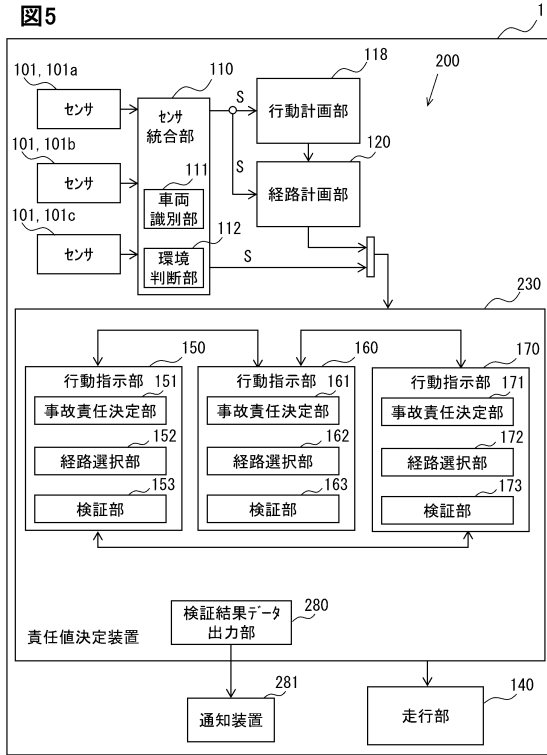 図5
1
200
101, 101a
センサ
101, 101b
センサ
101, 101c
センサ
110
センサ
統合部
111
車両
識別部
112
環境
判断部
S
S
S
118
行動計画部
120
経路計画部
230
150
行動指示部
151
事故責任決定部
152
経路選択部
153
検証部
160
行動指示部
161
事故責任決定部
162
経路選択部
163
検証部
170
行動指示部
171
事故責任決定部
172
経路選択部
173
検証部
責任値決定装置
検証結果データ
出力部
280
281
通知装置
140
走行部